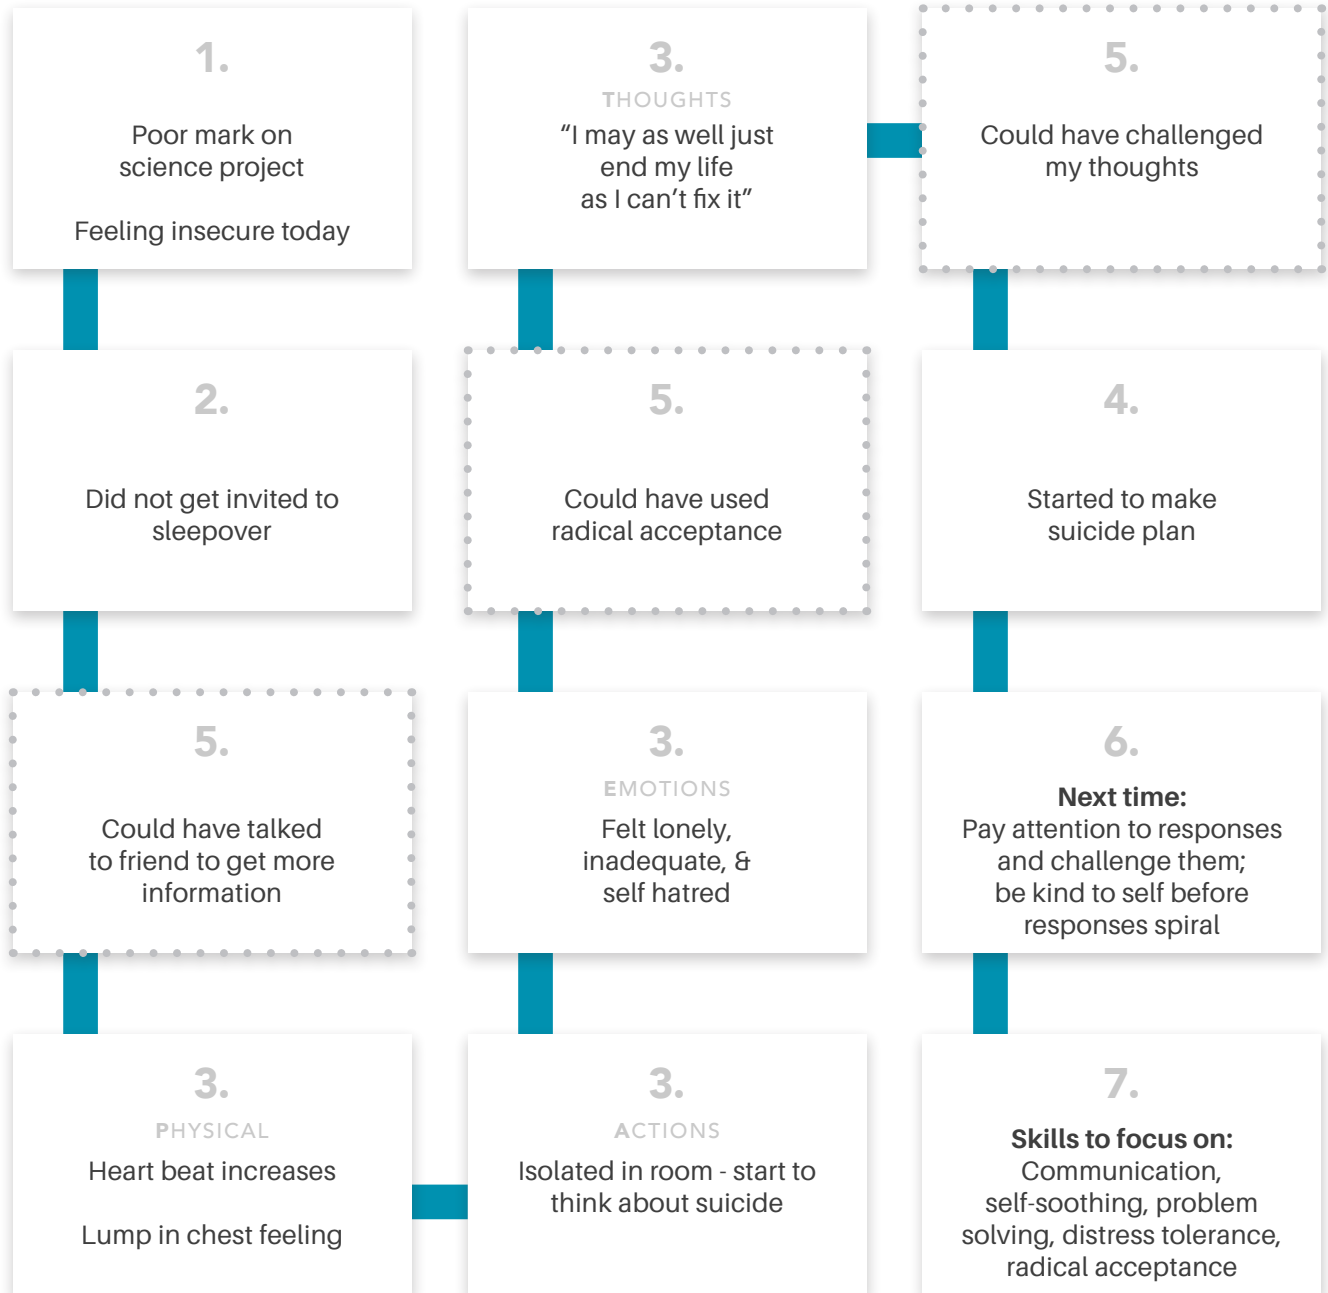 1.
Poor mark on
science project
Feeling insecure today
2.
Did not get invited to
sleepover
5.
Could have talked
to friend to get more
information
3.
PHYSICAL
Heart beat increases
Lump in chest feeling
3.
ACTIONS
Isolated in room - start to
think about suicide
3.
EMOTIONS
Felt lonely,
inadequate, &
self hatred
5.
Could have used
radical acceptance
3.
THOUGHTS
“I may as well just
end my life
as I can’t fix it”
5.
Could have challenged
my thoughts
4.
Started to make
suicide plan
6.
Next time:
Pay attention to responses
and challenge them;
be kind to self before
responses spiral
7.
Skills to focus on:
Communication,
self-soothing, problem
solving, distress tolerance,
radical acceptance